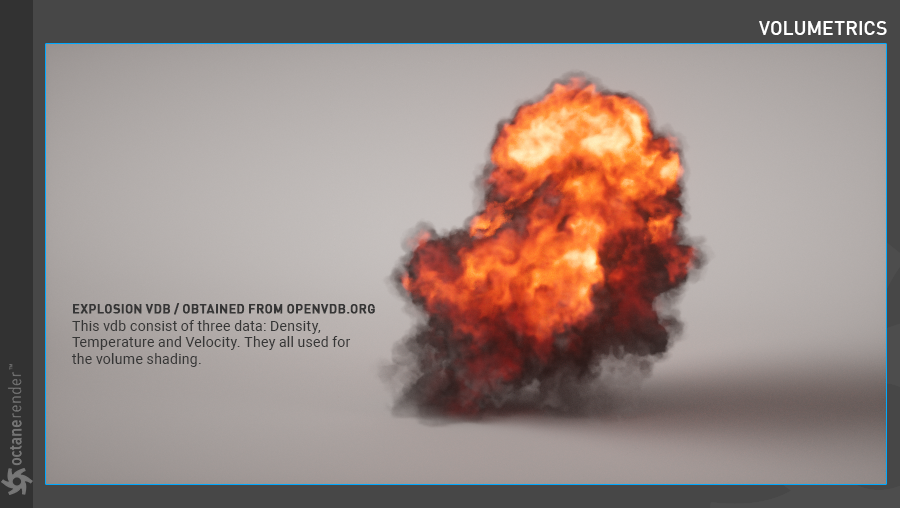 VOLUMETRICS
EXPLOSION VDB / OBTAINED FROM OPENVDB.ORG
This vdb consist of three data: Density,
Temperature and Velocity. They all used for
the volume shading.
octanerender™